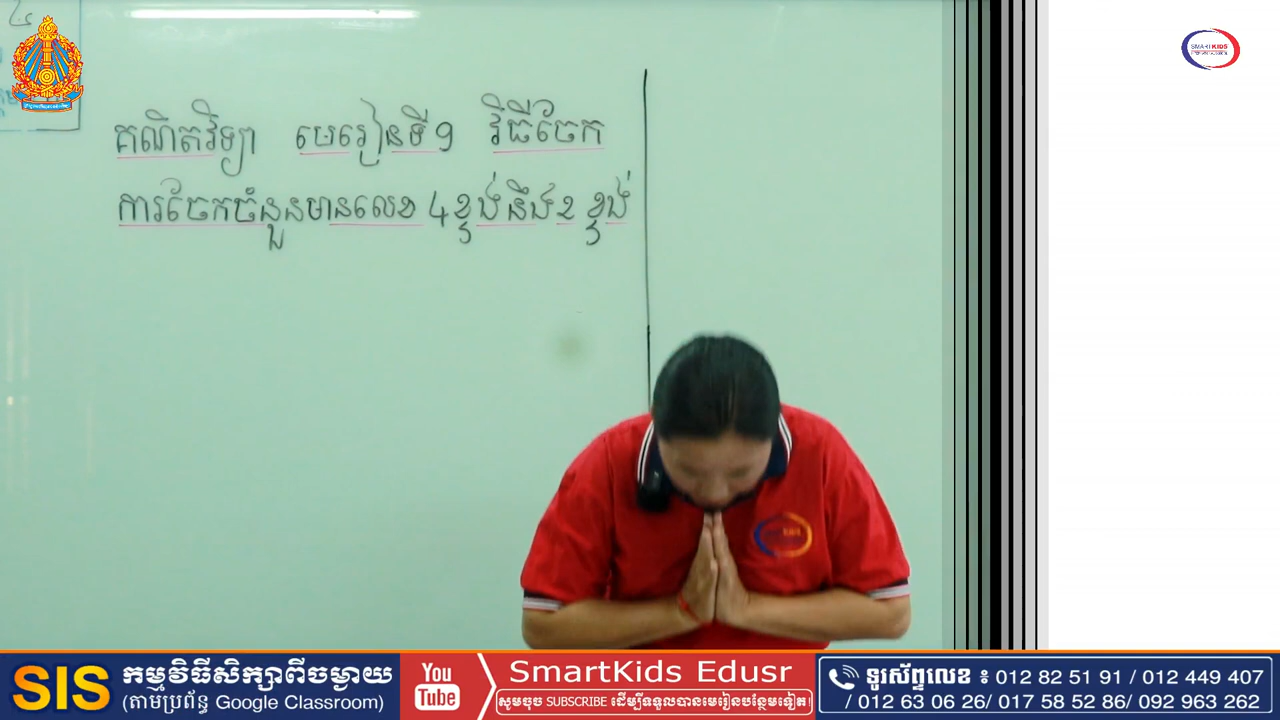 គណិតវិទ្យា មេរៀនទី ១ វិធីចែក
ការចែកចំនួនមានលេខ 4 ខ្ទង់ នឹង 2 ខ្ទង់
SMART KIDS
KIDS
SIS
កម្មវិធីសិក្សាពីចម្ងាយ
(តាមប្រព័ន្ធ Google Classroom)
You
Tube
SmartKids Edusr
សូមចុច SUBSCRIBE ដើម្បីទទួលបានមេរៀនបន្ថែមទៀត!
ទូរស័ព្ទលេខ ៖ 012 82 51 91 / 012 449 407
/ 012 63 06 26/ 017 58 52 86/ 092 963 262